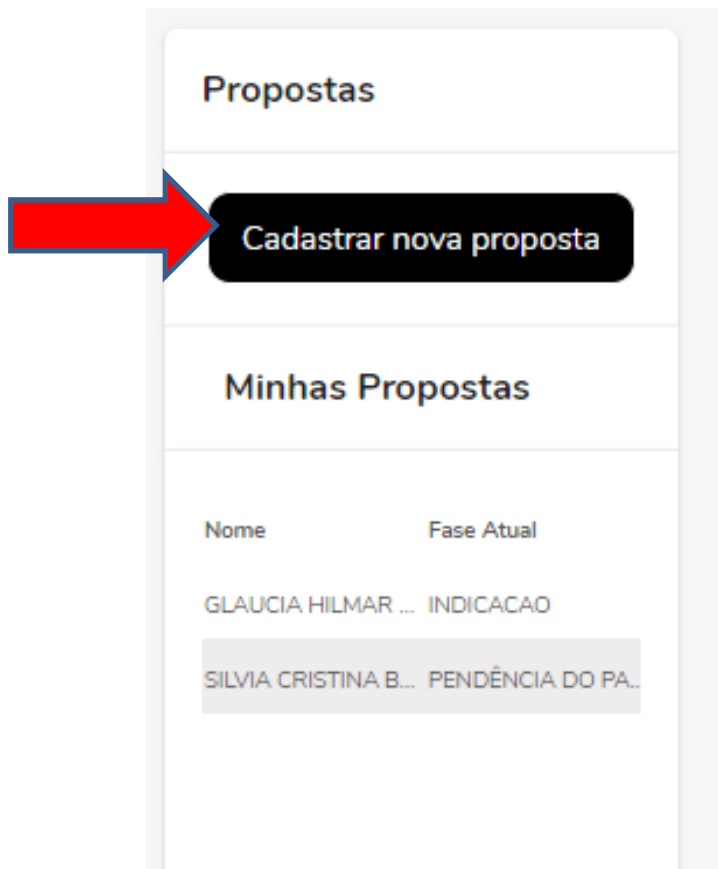 Propostas
Cadastrar nova proposta
Minhas Propostas
Nome Fase Atual
GLAUCIA HILMAR ... INDICACAO
SILVIA CRISTINA B... PENDÊNCIA DO PA...